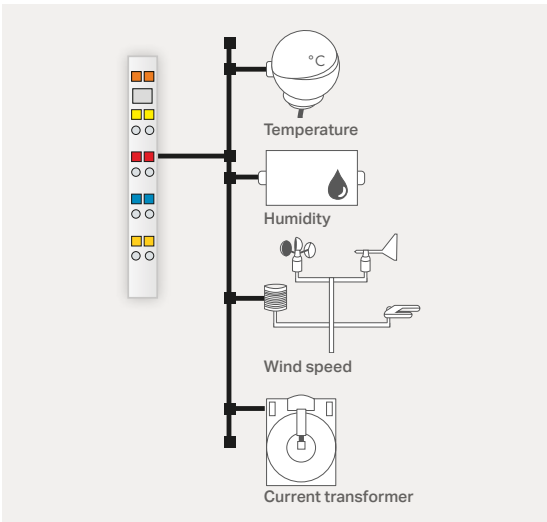 °C
Temperature
Humidity
Wind speed
Current transformer